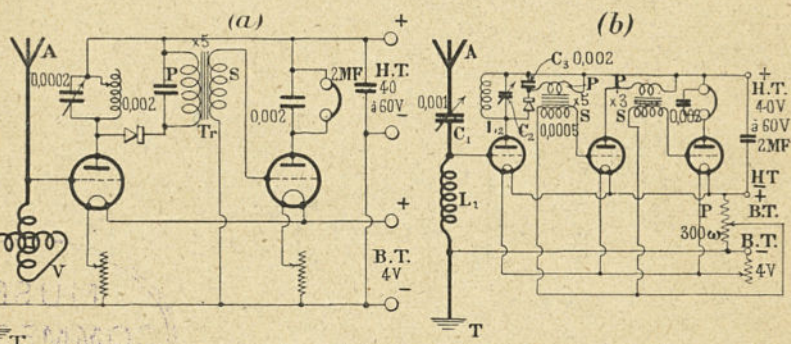 (a)
A
0,0002
0,002
P
x5
S
Tr
0,002
2MF
+
H.T.
40
à 60V
-
+
B.T.
4V
-
V
T
(b)
A
0,001
C1
L1
C3 0,002
L2
C2
0,0005
P
x5
S
P
x3
S
0,002
+
H.T.
40V
à 60V
2MF
HT
-
+
B.T.
P
300ω
B.T.
-
4V
T